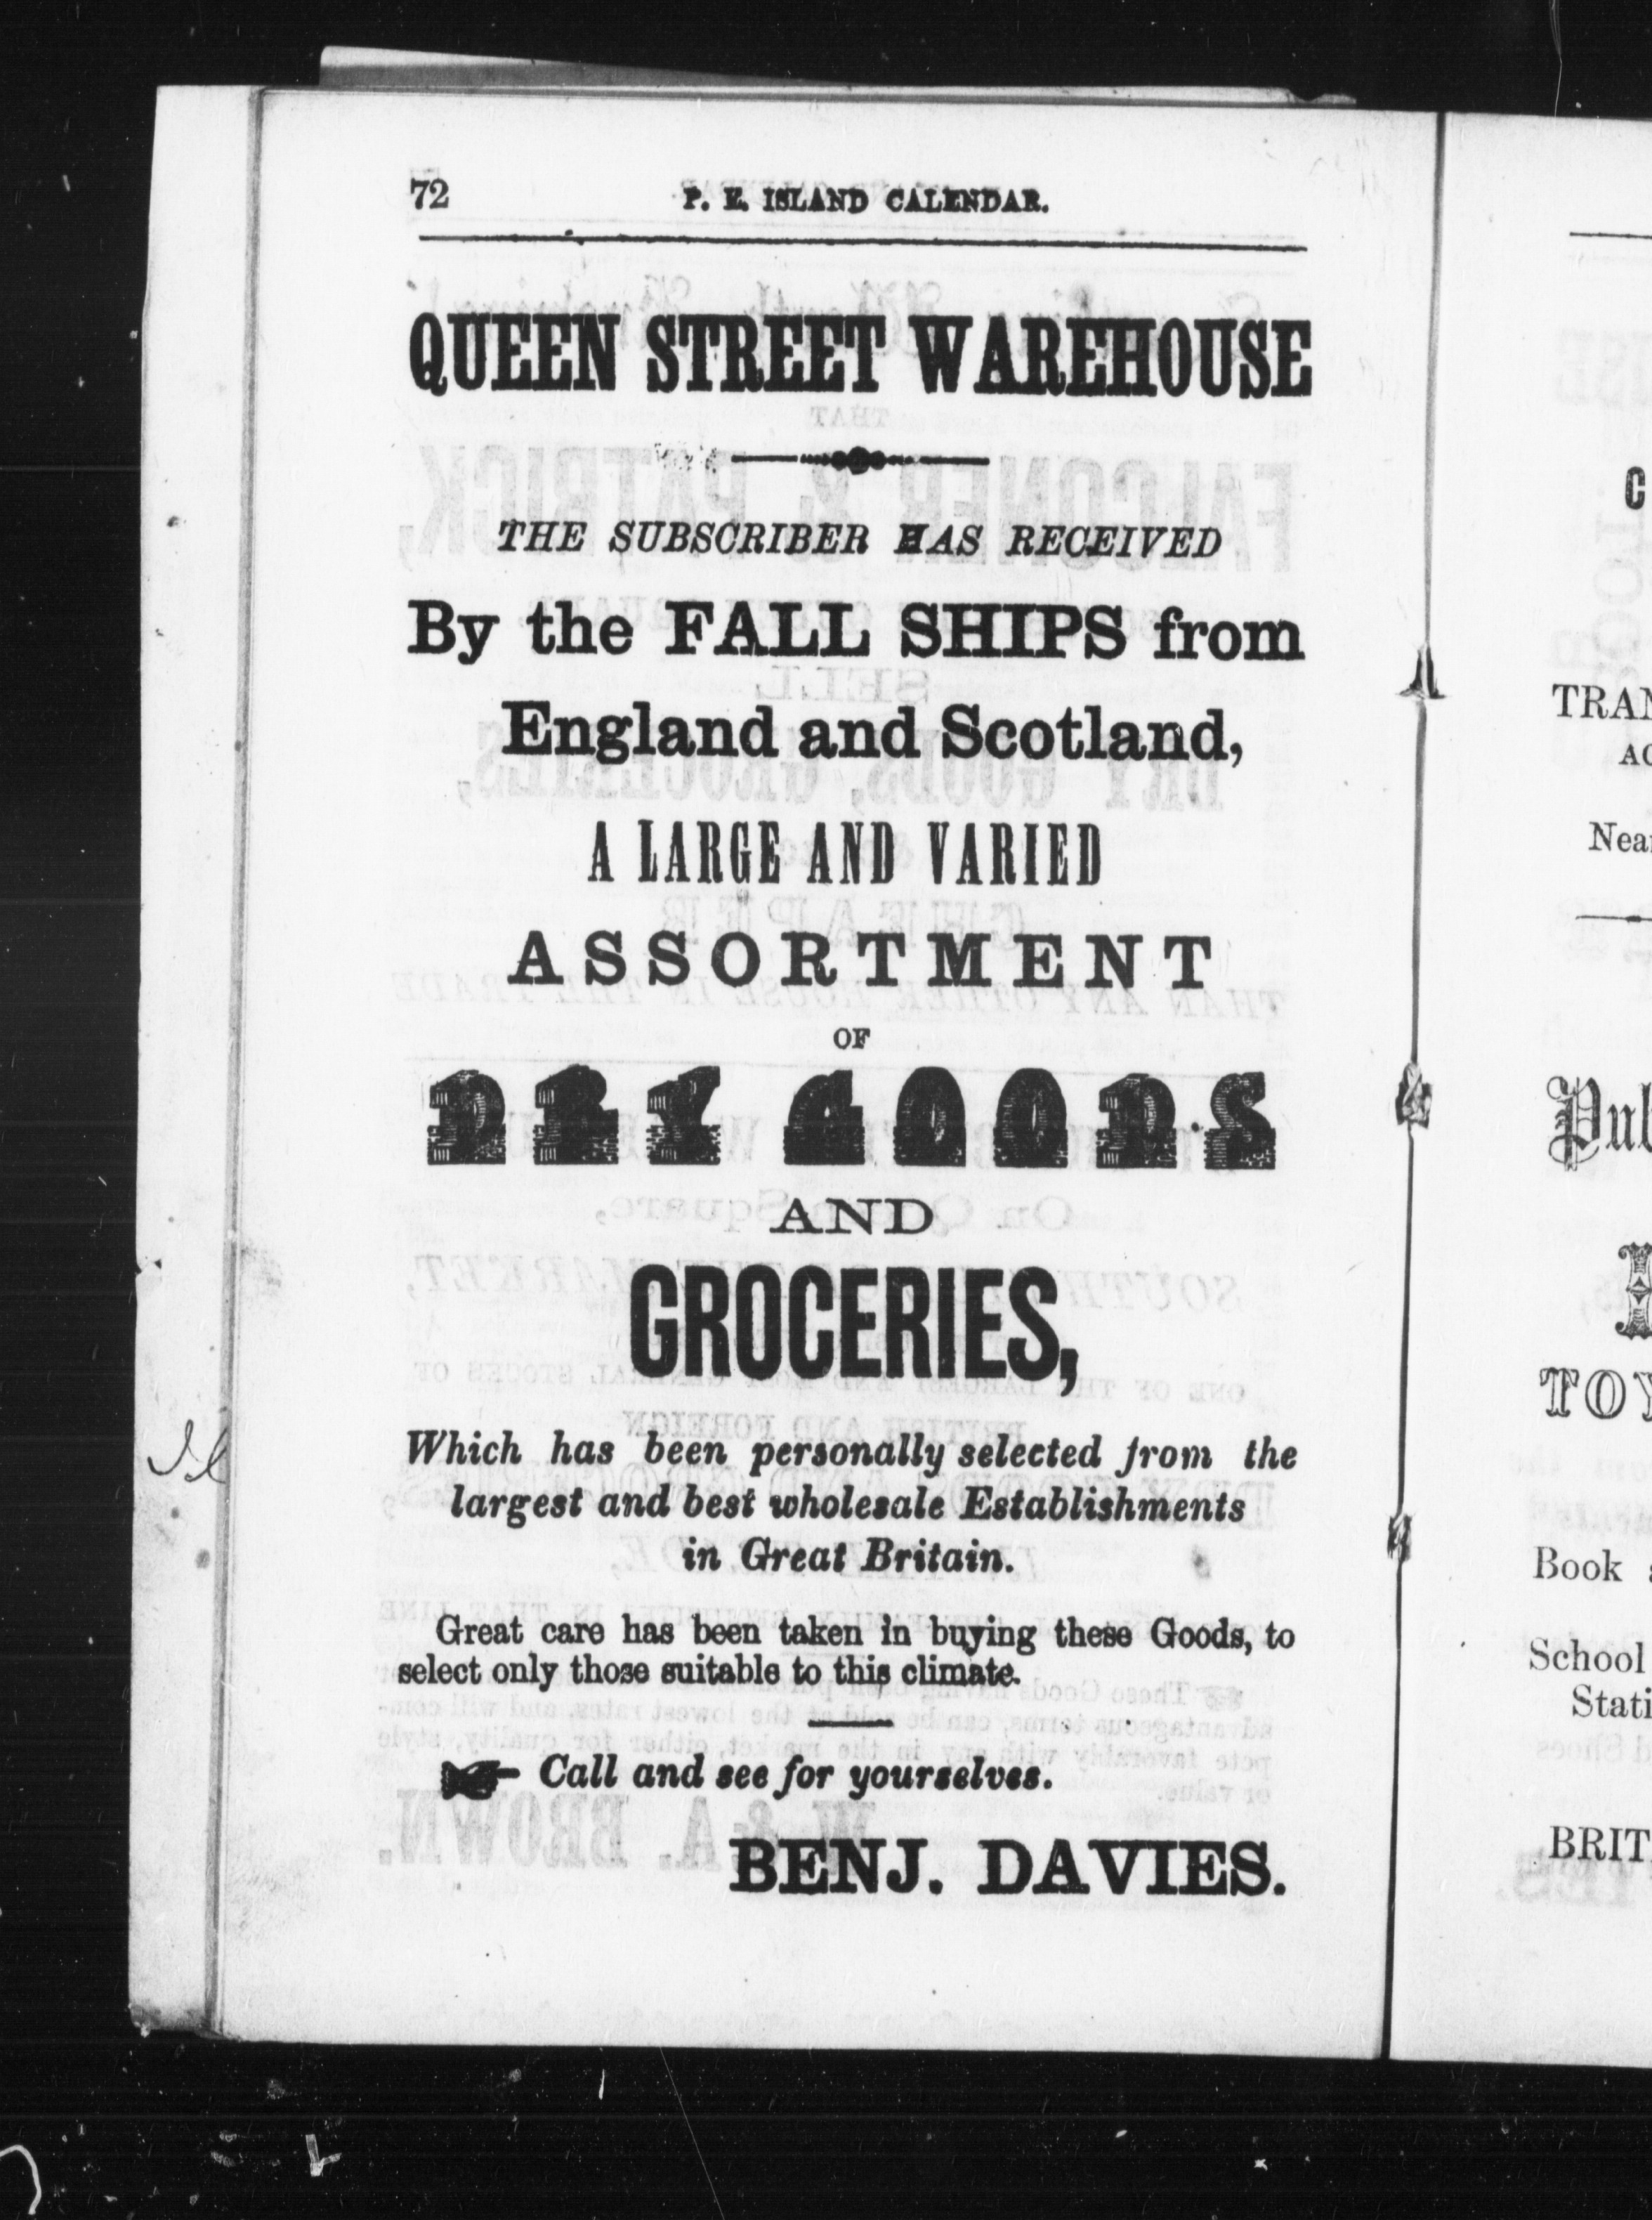 72 P. E. ISLAND CALENDAR.
QUEEN STREET WAREHOUSE
THE SUBSCRIBER HAS RECEIVED
By the FALL SHIPS from
England and Scotland,
A LARGE AND VARIED
ASSORTMENT
OF
DRY GOODS
AND
GROCERIES,
Which has been personally selected from the
largest and best wholesale Establishments
in Great Britain.
Great care has been taken in buying these Goods, to
select only those suitable to this climate.
☛ Call and see for yourselves.
BENJ. DAVIES.
Book
School